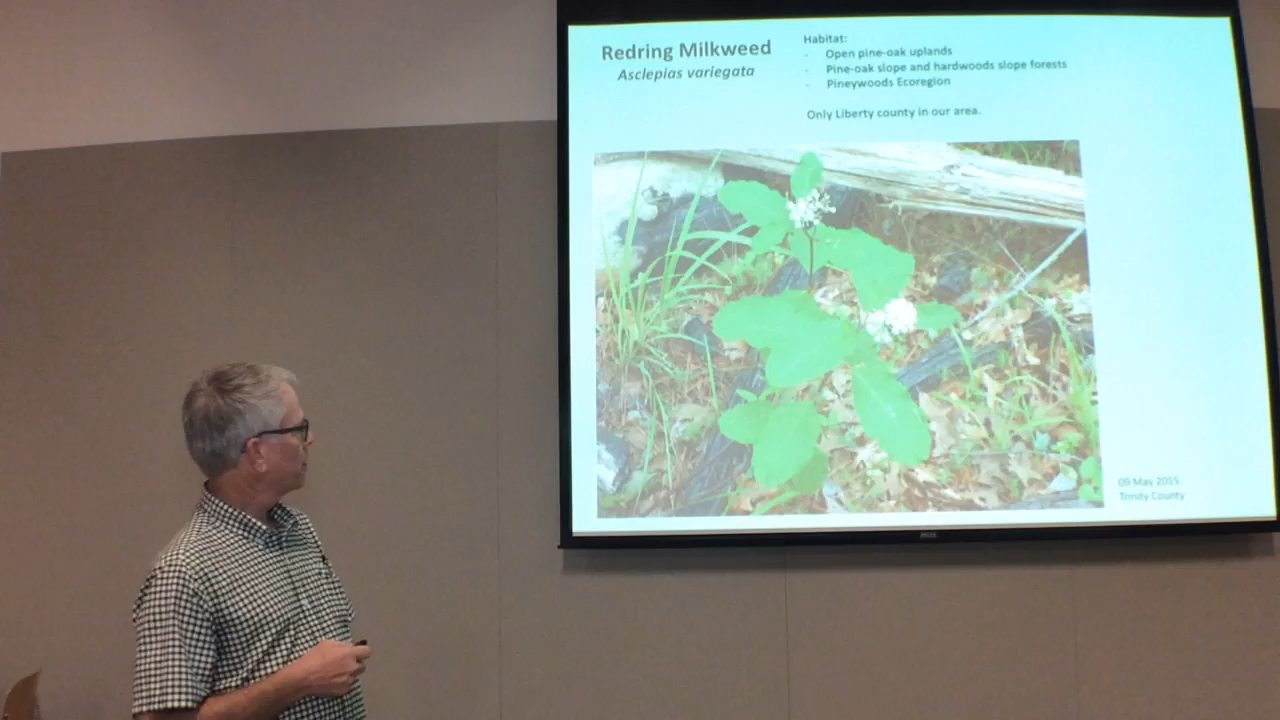 Redring Milkweed
Asclepias variegata
Habitat:
- Open pine-oak uplands
- Pine-oak slope and hardwoods slope forests
- Pineywoods Ecoregion
Only Liberty county in our area.
09 May 2015
Trinity County